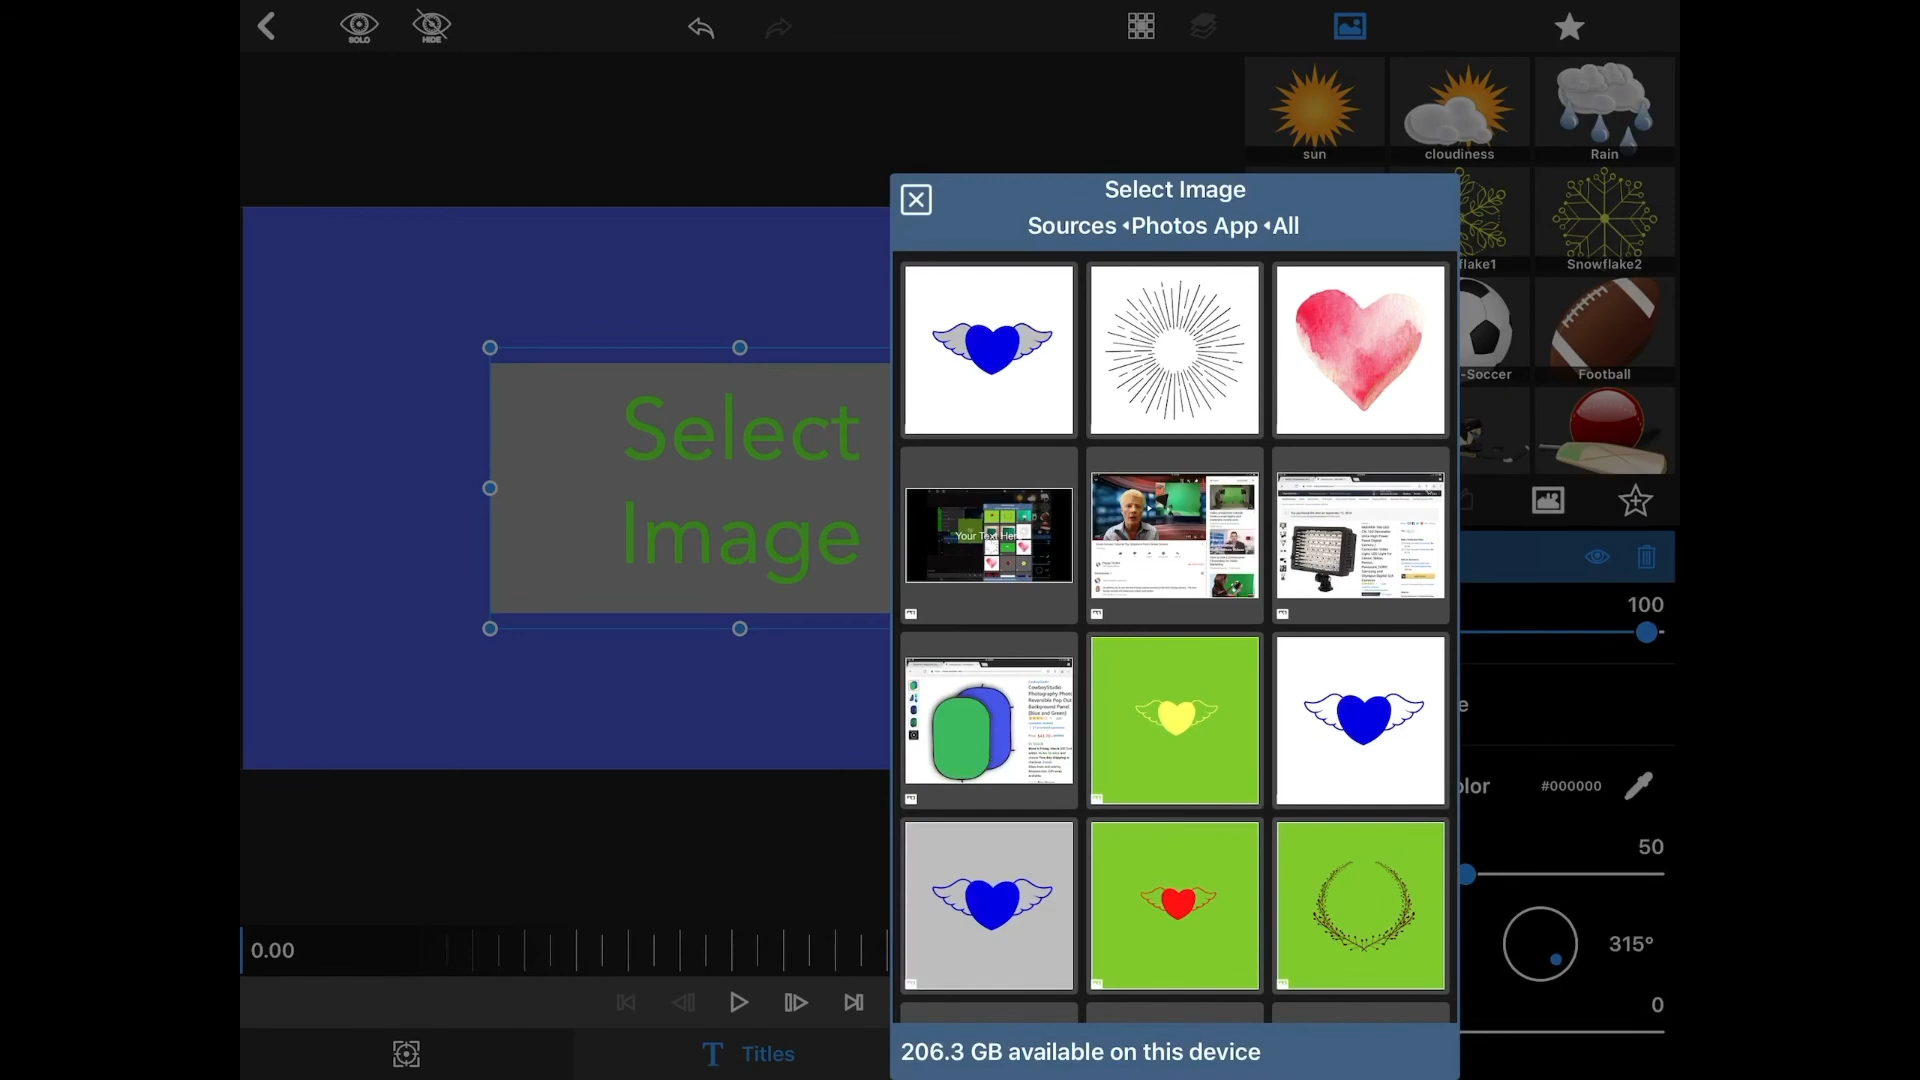 SOLO
HIDE
sun
cloudiness
Rain
Select Image
Sources
Photos App
All
flake1
Snowflake2
-Soccer
Football
Select
Image
Your Text Her
100
e
olor
#000000
50
315°
0
0.00
Titles
206.3 GB available on this device